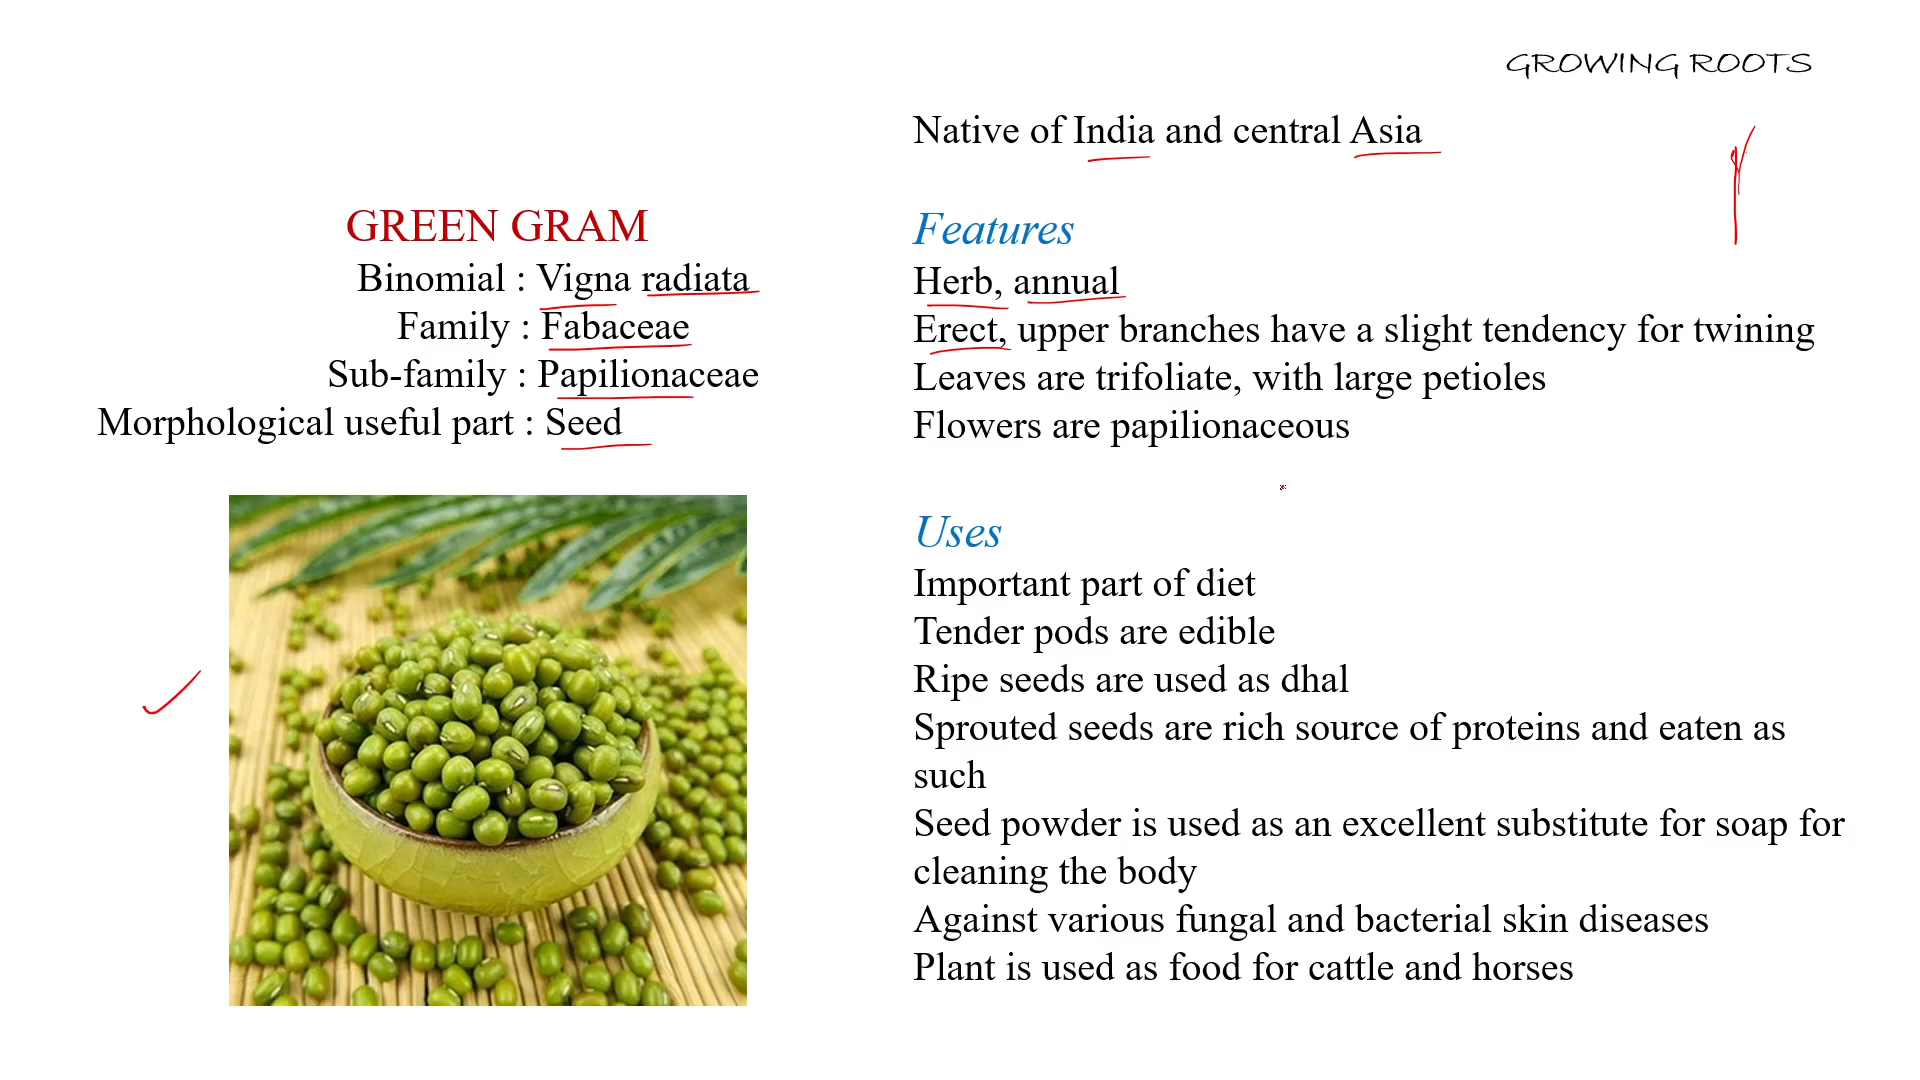 GROWING ROOTS
GREEN GRAM
Binomial : Vigna radiata
Family : Fabaceae
Sub-family : Papilionaceae
Morphological useful part : Seed
Native of India and central Asia
Features
Herb, annual
Erect, upper branches have a slight tendency for twining
Leaves are trifoliate, with large petioles
Flowers are papilionaceous
Uses
Important part of diet
Tender pods are edible
Ripe seeds are used as dhal
Sprouted seeds are rich source of proteins and eaten as
such
Seed powder is used as an excellent substitute for soap for
cleaning the body
Against various fungal and bacterial skin diseases
Plant is used as food for cattle and horses